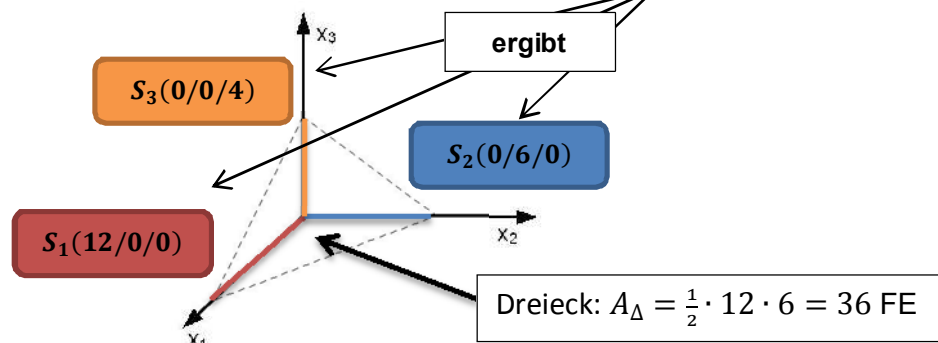 x₃
ergibt
S₃(0/0/4)
S₂(0/6/0)
S₁(12/0/0)
x₂
x₁
Dreieck: A_Δ = ½ · 12 · 6 = 36 FE